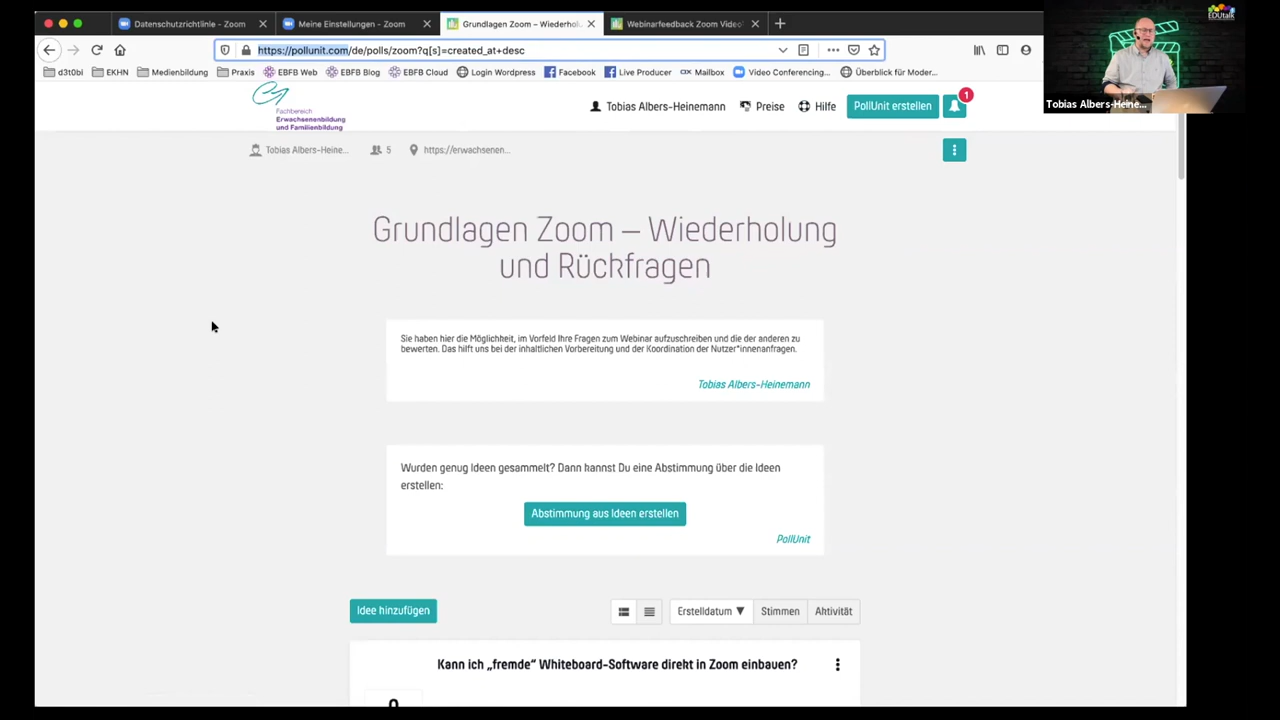 Datenschutzrichtlinie - Zoom
Meine Einstellungen - Zoom
Grundlagen Zoom – Wiederhol
Webinarfeedback Zoom Video
https://pollunit.com/de/polls/zoom?q[s]=created_at+desc
d3t0bl
EKHN
Medienbildung
Praxis
EBFB Web
EBFB Blog
EBFB Cloud
Login Wordpress
Facebook
Live Producer
Mailbox
Video Conferencing...
Überblick für Moder...
EDUtalk
Tobias Albers-Heine...
Fachbereich
Erwachsenenbildung
und Familienbildung
Tobias Albers-Heinemann
Preise
Hilfe
PollUnit erstellen
1
Tobias Albers-Heine...
5
https://erwachsenen...
Grundlagen Zoom – Wiederholung
und Rückfragen
Sie haben hier die Möglichkeit, im Vorfeld Ihre Fragen zum Webinar aufzuschreiben und die der anderen zu
bewerten. Das hilft uns bei der inhaltlichen Vorbereitung und der Koordination der Nutzer*innenanfragen.
Tobias Albers-Heinemann
Wurden genug Ideen gesammelt? Dann kannst Du eine Abstimmung über die Ideen
erstellen:
Abstimmung aus Ideen erstellen
PollUnit
Idee hinzufügen
Erstelldatum ▼
Stimmen
Aktivität
Kann ich „fremde“ Whiteboard-Software direkt in Zoom einbauen?